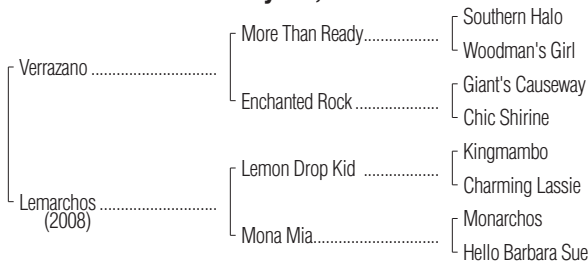 Southern Halo
More Than Ready..................
Woodman's Girl
Verrazano ..............................
Giant's Causeway
Enchanted Rock ....................
Chic Shirine
Kingmambo
Lemon Drop Kid ..................
Charming Lassie
Lemarchos ............................
(2008)
Monarchos
Mona Mia..............................
Hello Barbara Sue